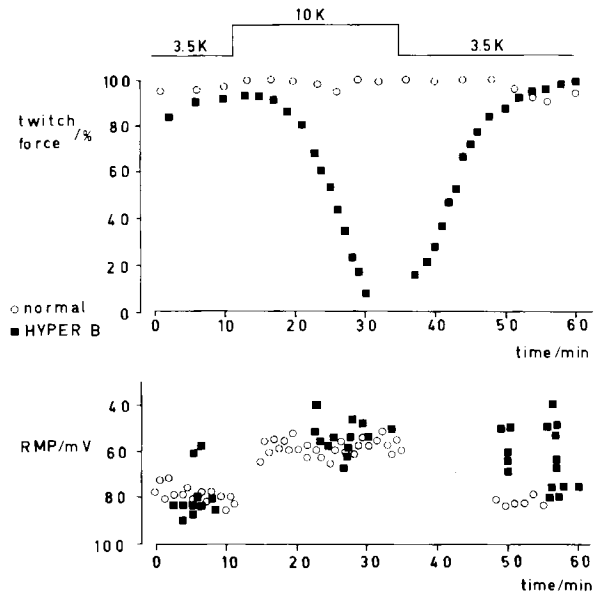 10K
3.5K 3.5K
twitch force /%
100
80
60
40
20
0
0 10 20 30 40 50 60
time/min
○ normal
■ HYPER B
RMP/mV
40
60
80
100
0 10 20 30 40 50 60
time/min